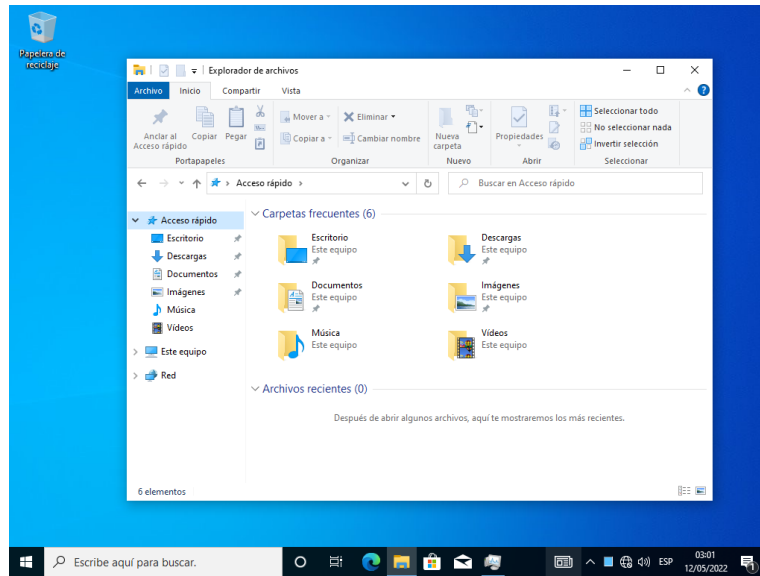 Papelera de
reciclaje
Explorador de archivos
Archivo Inicio Compartir Vista
Anclar al
Acceso rápido
Copiar
Pegar
Portapapeles
Mover a
Copiar a
Eliminar
Cambiar nombre
Organizar
Nueva
carpeta
Nuevo
Propiedades
Abrir
Seleccionar todo
No seleccionar nada
Invertir selección
Seleccionar
Acceso rápido
Buscar en Acceso rápido
Acceso rápido
Escritorio
Descargas
Documentos
Imágenes
Música
Vídeos
Este equipo
Red
Carpetas frecuentes (6)
Escritorio
Este equipo
Descargas
Este equipo
Documentos
Este equipo
Imágenes
Este equipo
Música
Este equipo
Vídeos
Este equipo
Archivos recientes (0)
Después de abrir algunos archivos, aquí te mostraremos los más recientes.
6 elementos
Escribe aquí para buscar.
ESP
03:01
12/05/2022
1